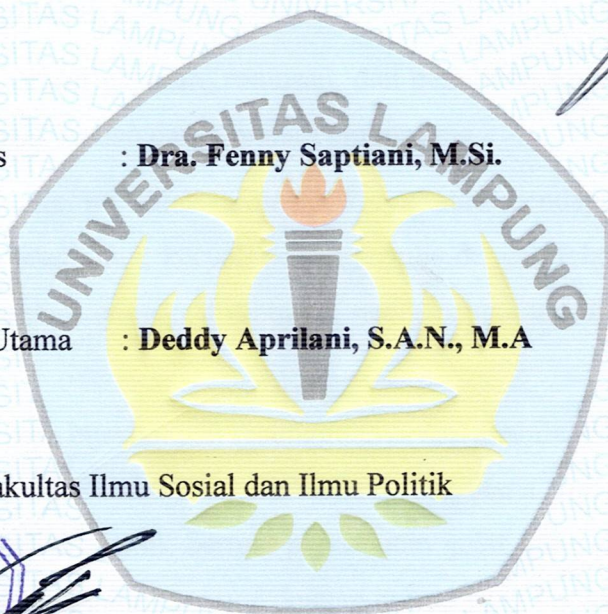 UNIVERSITAS LAMPUNG
s : Dra. Fenny Saptiani, M.Si.
Utama : Deddy Aprilani, S.A.N., M.A
akultas Ilmu Sosial dan Ilmu Politik